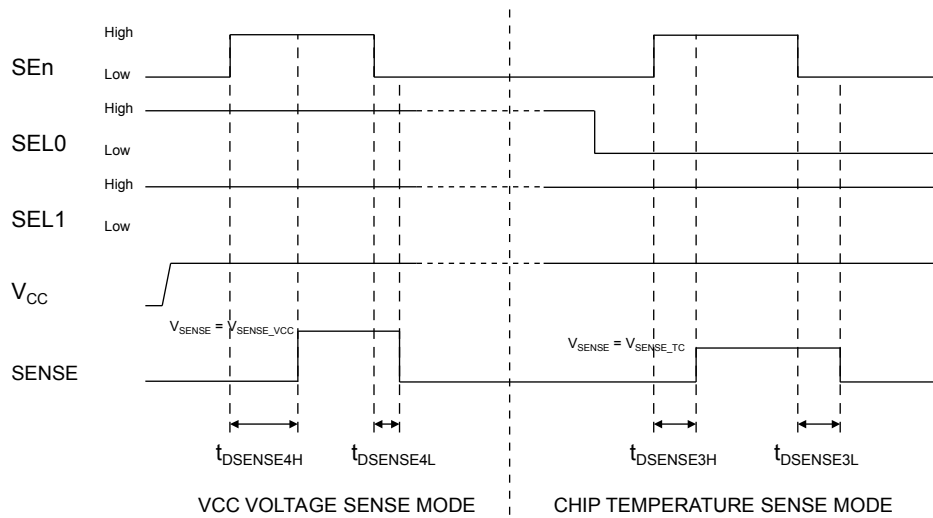 High
SEn
Low
High
SEL0
Low
High
SEL1
Low
VCC
VSENSE = VSENSE_VCC
VSENSE = VSENSE_TC
SENSE
tDSENSE4H
tDSENSE4L
tDSENSE3H
tDSENSE3L
VCC VOLTAGE SENSE MODE
CHIP TEMPERATURE SENSE MODE